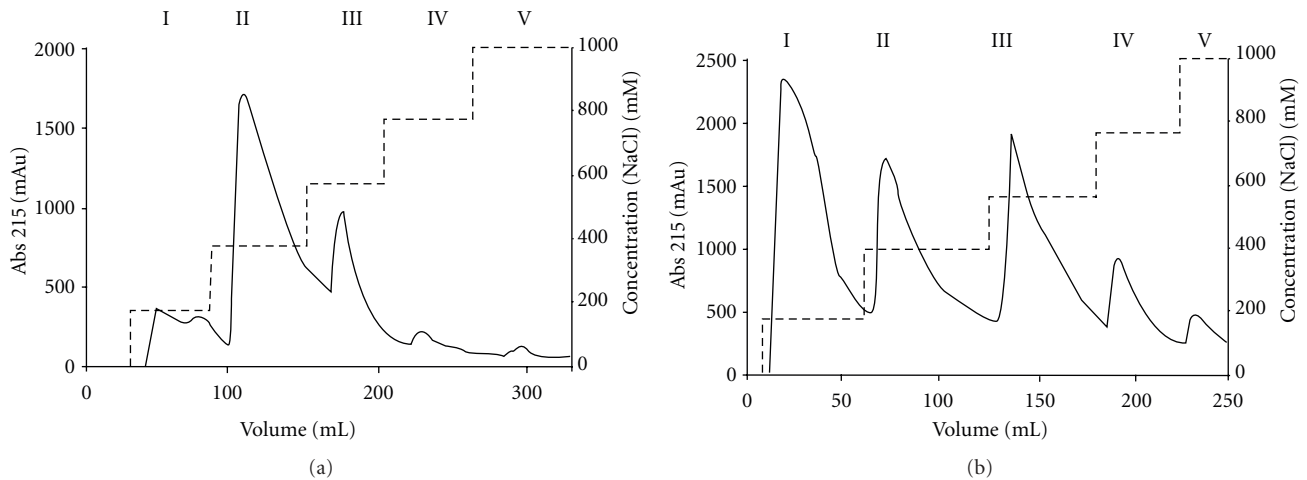 I II III IV V
2000
1500
1000
500
0
Abs 215 (mAu)
1000
800
600
400
200
0
Concentration (NaCl) (mM)
0 100 200 300
Volume (mL)
(a)
I II III IV V
2500
2000
1500
1000
500
0
Abs 215 (mAu)
1000
800
600
400
200
0
Concentration (NaCl) (mM)
0 50 100 150 200 250
Volume (mL)
(b)